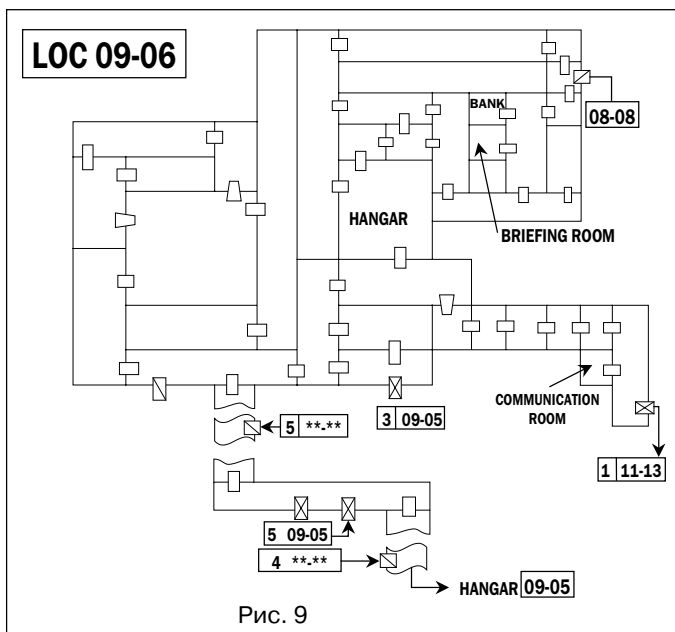 LOC 09-06
BANK
08-08
HANGAR
BRIEFING ROOM
COMMUNICATION
ROOM
3 09-05
5 **-**
1 11-13
5 09-05
4 **-**
HANGAR 09-05
Рис. 9